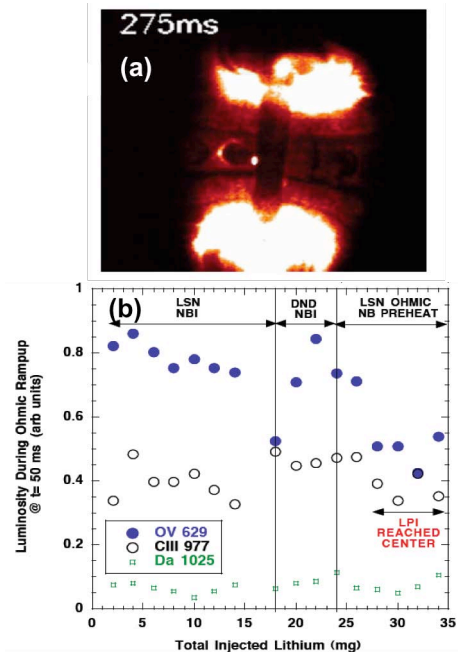 275ms
(a)
(b)
LSN
NBI
DND
NBI
LSN OHMIC
NB PREHEAT
Luminosity During Ohmic Rampup
@ t= 50 ms (arb units)
1
0.8
0.6
0.4
0.2
0
OV 629
CIII 977
Da 1025
LPI
REACHED
CENTER
0 5 10 15 20 25 30 35
Total Injected Lithium (mg)